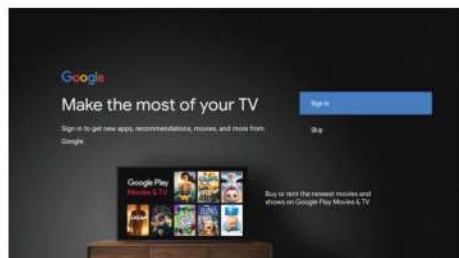 Google
Make the most of your TV
Sign in
Sign in to get new apps, recommendations, movies, and more from
Google.
Skip
Google Play
Movies & TV
LOGAN
Buy or rent the newest movies and
shows on Google Play Movies & TV